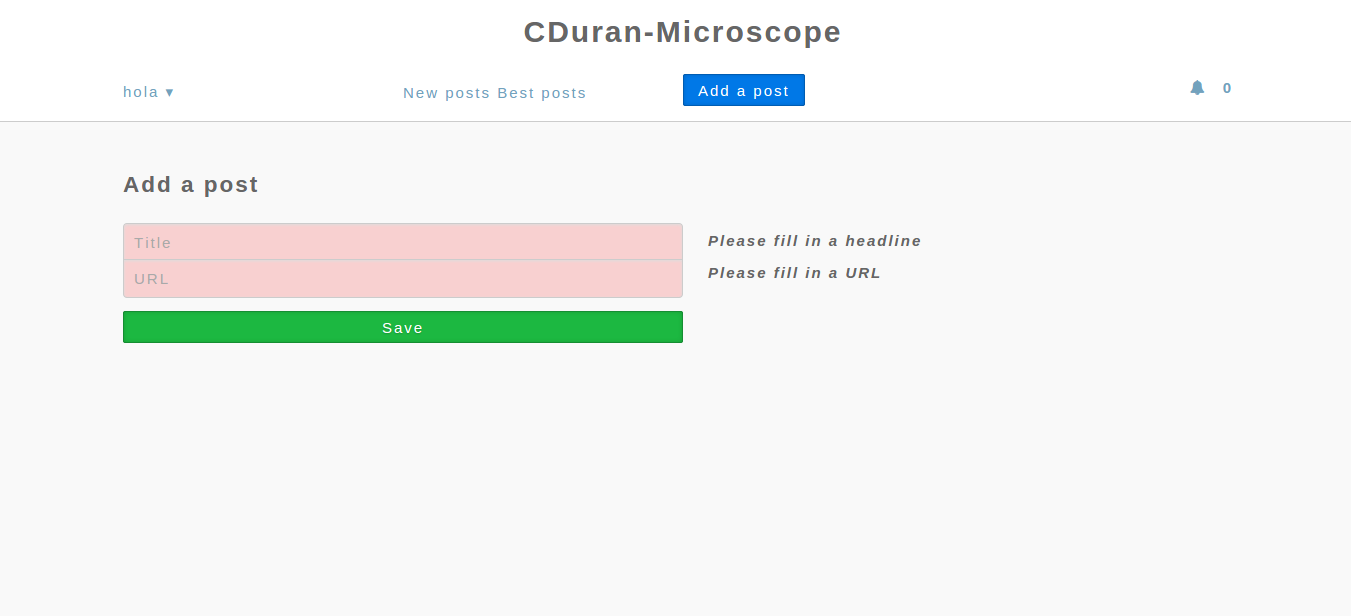 CDuran-Microscope
hola ▾ New posts Best posts Add a post 0
Add a post
Title Please fill in a headline
URL Please fill in a URL
Save